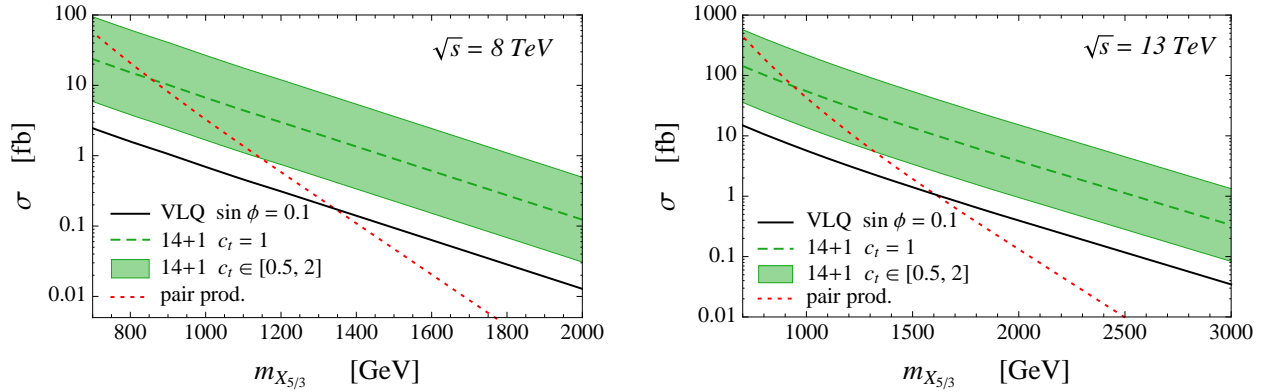 √s = 8 TeV
100
10
1
0.1
0.01
σ [fb]
VLQ sin ϕ = 0.1
14+1 c_t = 1
14+1 c_t ∈ [0.5, 2]
pair prod.
800 1000 1200 1400 1600 1800 2000
m_{X_{5/3}} [GeV]
√s = 13 TeV
1000
100
10
1
0.1
0.01
σ [fb]
VLQ sin ϕ = 0.1
14+1 c_t = 1
14+1 c_t ∈ [0.5, 2]
pair prod.
1000 1500 2000 2500 3000
m_{X_{5/3}} [GeV]